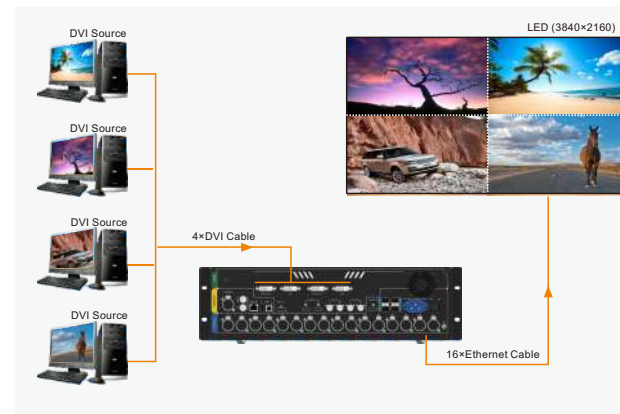 DVI Source
LED (3840×2160)
DVI Source
DVI Source
4×DVI Cable
DVI Source
16×Ethernet Cable